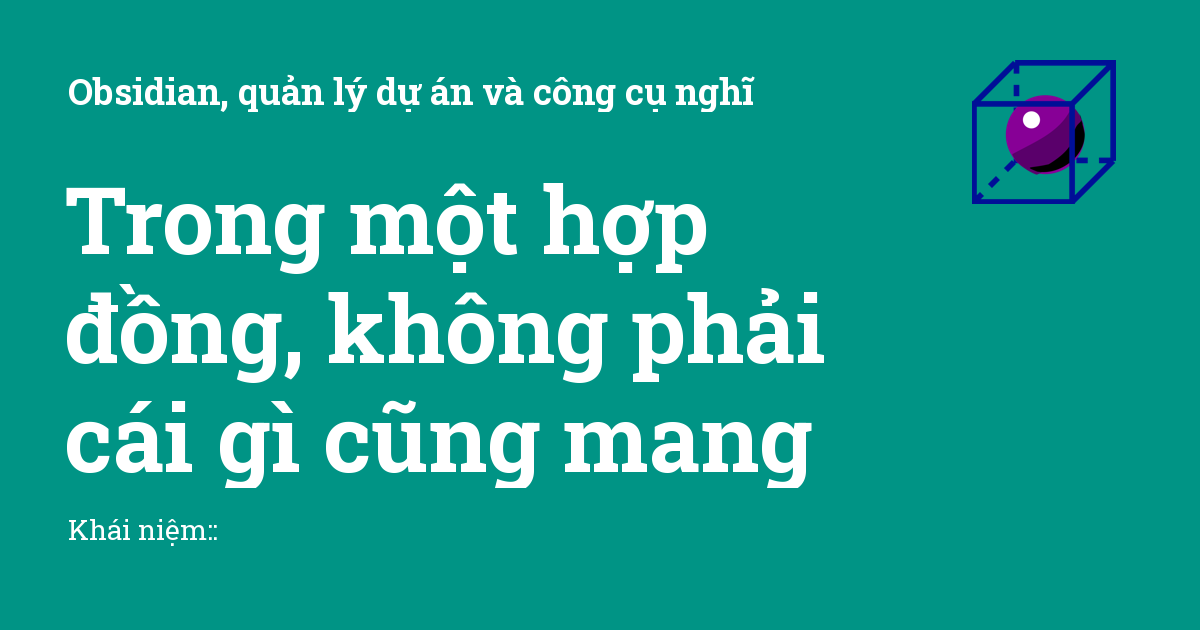 Obsidian, quản lý dự án và công cụ nghĩ
Trong một hợp
đồng, không phải
cái gì cũng mang
Khái niệm::